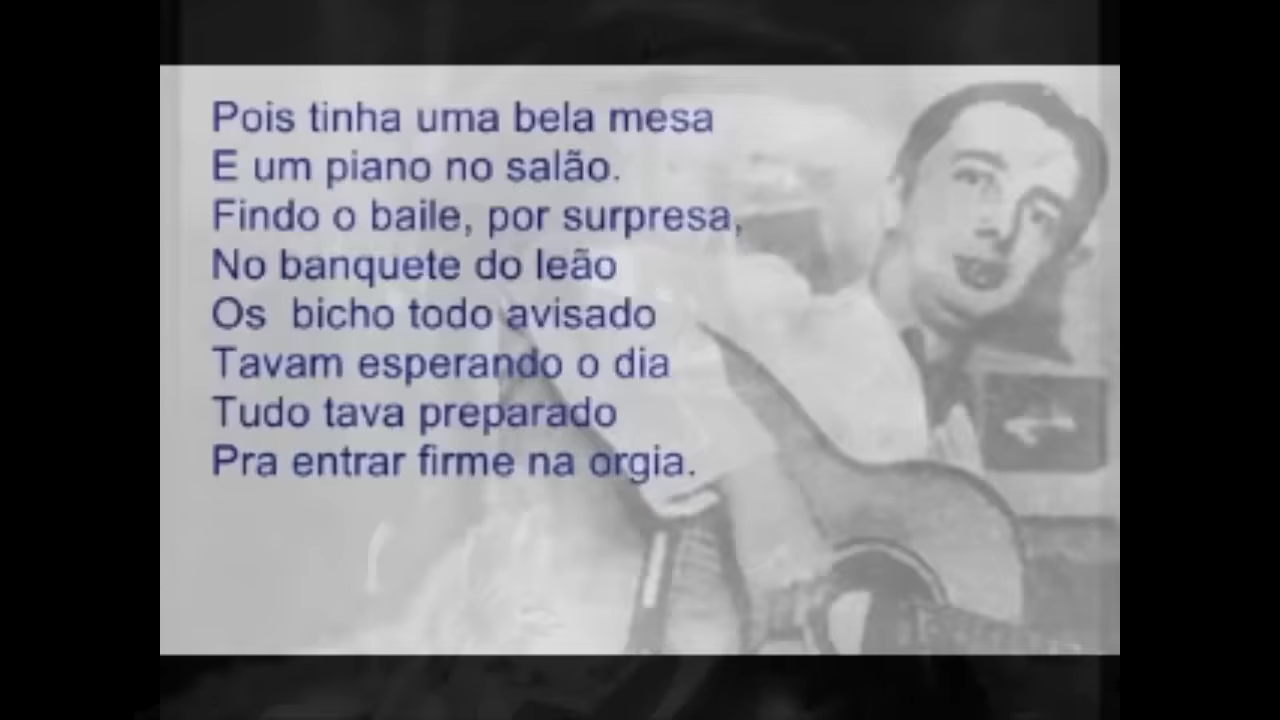 Pois tinha uma bela mesa
E um piano no salão.
Findo o baile, por surpresa,
No banquete do leão
Os  bicho todo avisado
Tavam esperando o dia
Tudo tava preparado
Pra entrar firme na orgia.